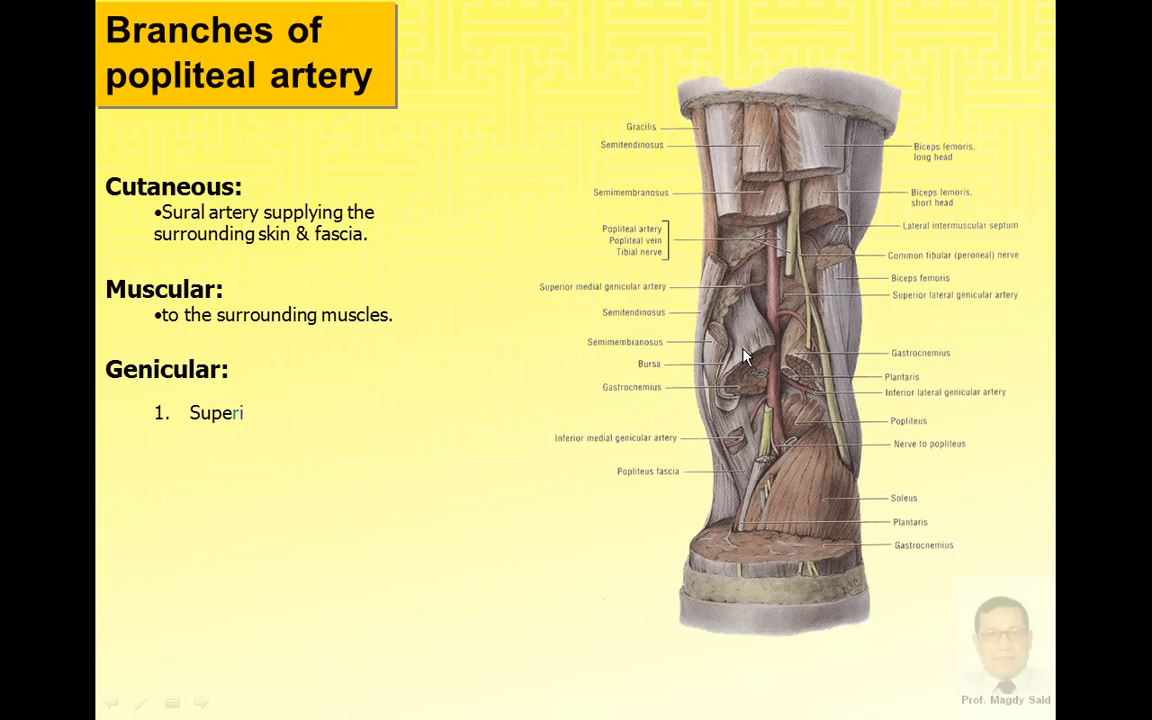 Branches of
popliteal artery
Cutaneous:
•Sural artery supplying the
surrounding skin & fascia.
Muscular:
•to the surrounding muscles.
Genicular:
1. Superi
Gracilis
Semitendinosus
Semimembranosus
Popliteal artery
Popliteal vein
Tibial nerve
Superior medial genicular artery
Semitendinosus
Semimembranosus
Bursa
Gastrocnemius
Inferior medial genicular artery
Popliteus fascia
Biceps femoris,
long head
Biceps femoris,
short head
Lateral intermuscular septum
Common fibular (peroneal) nerve
Biceps femoris
Superior lateral genicular artery
Gastrocnemius
Plantaris
Inferior lateral genicular artery
Popliteus
Nerve to popliteus
Soleus
Plantaris
Gastrocnemius
Prof. Magdy Said